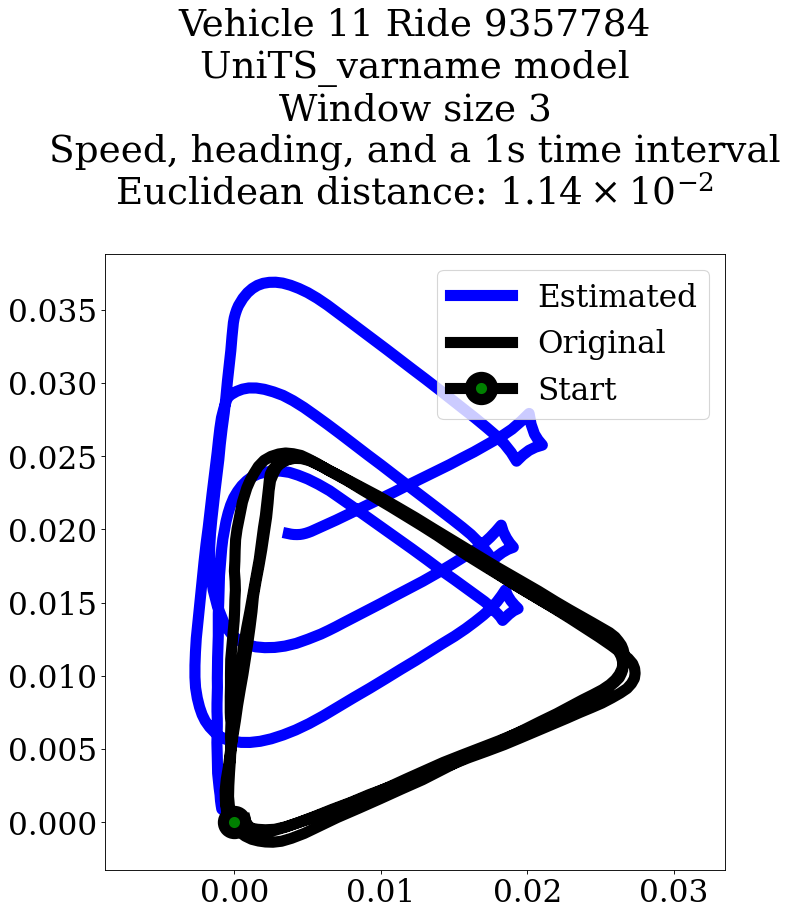 Vehicle 11 Ride 9357784
UniTS_varname model
Window size 3
Speed, heading, and a 1s time interval
Euclidean distance: 1.14 × 10⁻²
Estimated
Original
Start
0.035
0.030
0.025
0.020
0.015
0.010
0.005
0.000
0.00 0.01 0.02 0.03